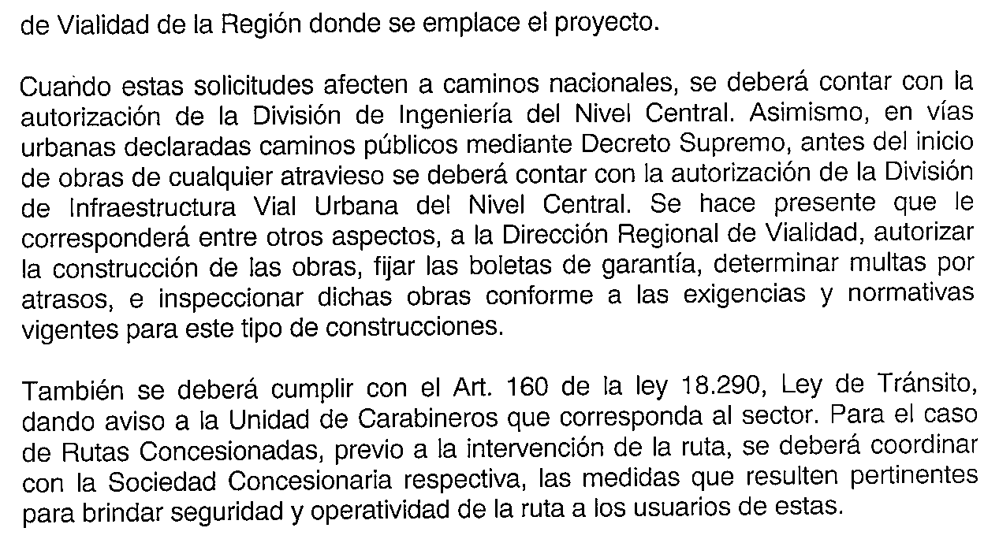 de Vialidad de la Región donde se emplace el proyecto.
Cuando estas solicitudes afecten a caminos nacionales, se deberá contar con la
autorización de la División de Ingeniería del Nivel Central. Asimismo, en vías
urbanas declaradas caminos públicos mediante Decreto Supremo, antes del inicio
de obras de cualquier atravieso se deberá contar con la autorización de la División
de Infraestructura Vial Urbana del Nivel Central. Se hace presente que le
corresponderá entre otros aspectos, a la Dirección Regional de Vialidad, autorizar
la construcción de las obras, fijar las boletas de garantía, determinar multas por
atrasos, e inspeccionar dichas obras conforme a las exigencias y normativas
vigentes para este tipo de construcciones.
También se deberá cumplir con el Art. 160 de la ley 18.290, Ley de Tránsito,
dando aviso a la Unidad de Carabineros que corresponda al sector. Para el caso
de Rutas Concesionadas, previo a la intervención de la ruta, se deberá coordinar
con la Sociedad Concesionaria respectiva, las medidas que resulten pertinentes
para brindar seguridad y operatividad de la ruta a los usuarios de estas.